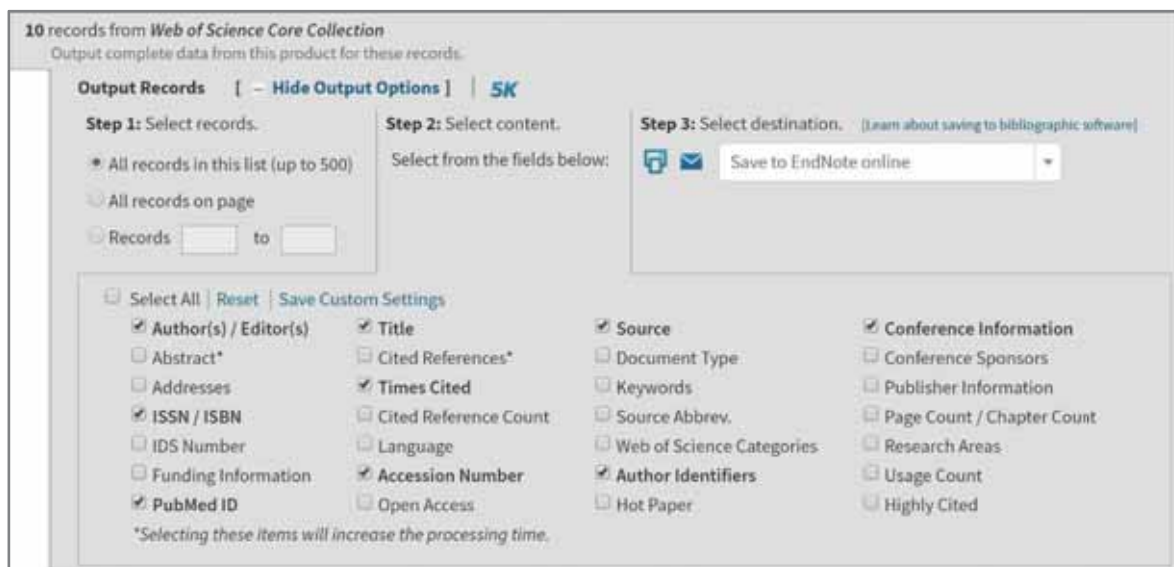 10 records from Web of Science Core Collection
Output complete data from this product for these records.
Output Records [ – Hide Output Options ] | 5K
Step 1: Select records.
All records in this list (up to 500)
All records on page
Records to
Step 2: Select content.
Select from the fields below:
Step 3: Select destination. [Learn about saving to bibliographic software]
Save to EndNote online
Select All | Reset | Save Custom Settings
Author(s) / Editor(s) Title Source Conference Information
Abstract* Cited References* Document Type Conference Sponsors
Addresses Times Cited Keywords Publisher Information
ISSN / ISBN Cited Reference Count Source Abbrev. Page Count / Chapter Count
IDS Number Language Web of Science Categories Research Areas
Funding Information Accession Number Author Identifiers Usage Count
PubMed ID Open Access Hot Paper Highly Cited
*Selecting these items will increase the processing time.